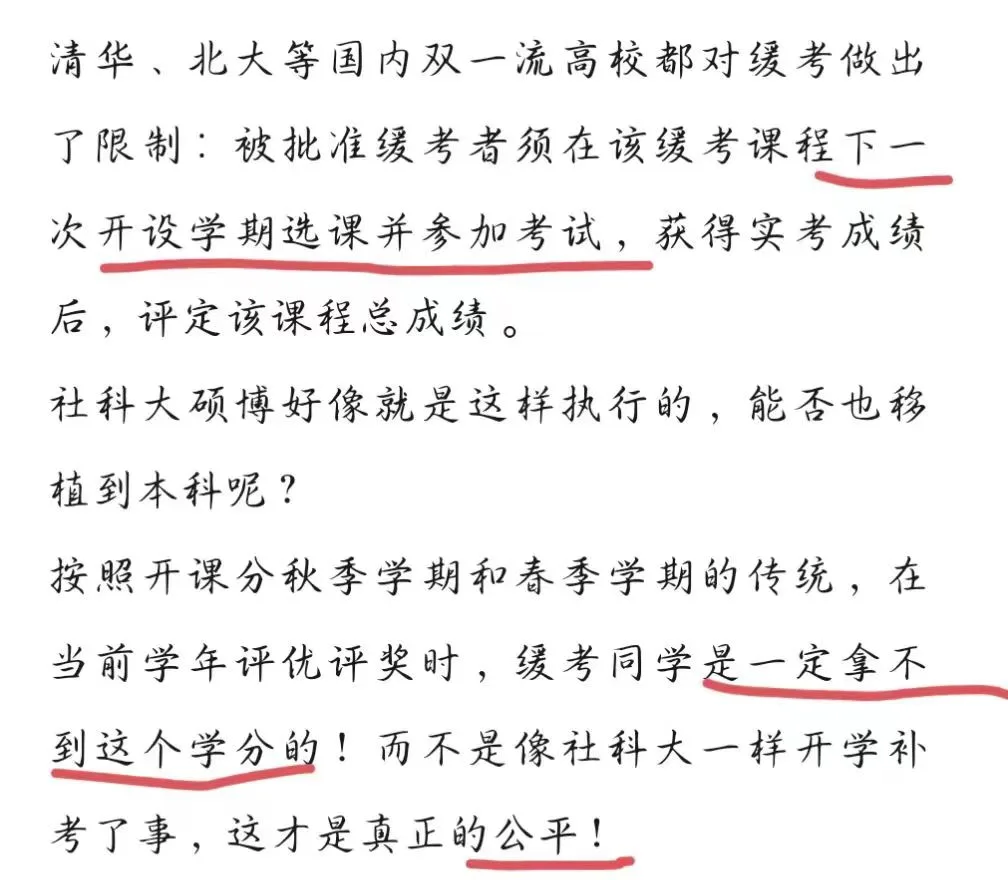 清华、北大等国内双一流高校都对缓考做出
了限制：被批准缓考者须在该缓考课程下一
次开设学期选课并参加考试，获得实考成绩
后，评定该课程总成绩。
社科大硕博好像就是这样执行的，能否也移
植到本科呢？
按照开课分秋季学期和春季学期的传统，在
当前学年评优评奖时，缓考同学是一定拿不
到这个学分的！而不是像社科大一样开学补
考了事，这才是真正的公平！